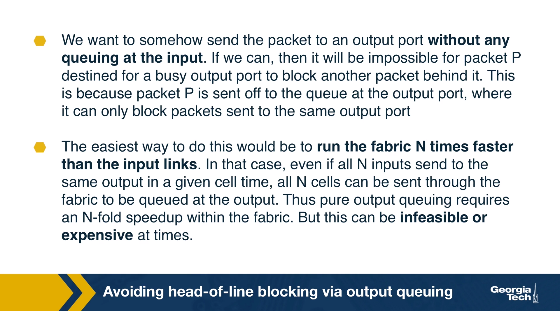 We want to somehow send the packet to an output port without any
queuing at the input. If we can, then it will be impossible for packet P
destined for a busy output port to block another packet behind it. This
is because packet P is sent off to the queue at the output port, where
it can only block packets sent to the same output port
The easiest way to do this would be to run the fabric N times faster
than the input links. In that case, even if all N inputs send to the
same output in a given cell time, all N cells can be sent through the
fabric to be queued at the output. Thus pure output queuing requires
an N-fold speedup within the fabric. But this can be infeasible or
expensive at times.
Avoiding head-of-line blocking via output queuing
Georgia
Tech